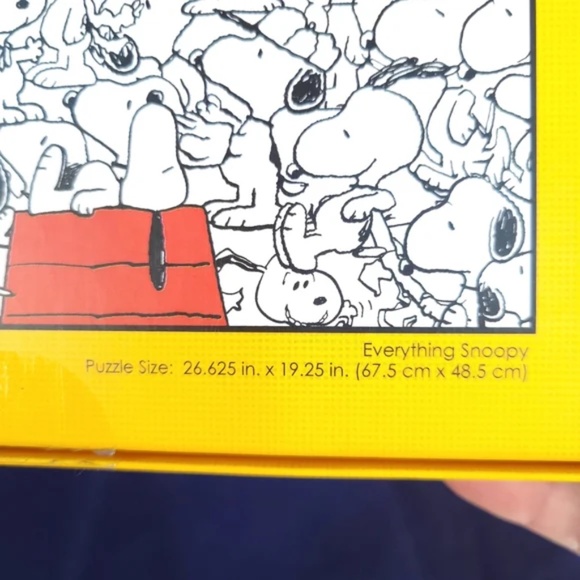 Everything Snoopy
Puzzle Size: 26.625 in. x 19.25 in. (67.5 cm x 48.5 cm)